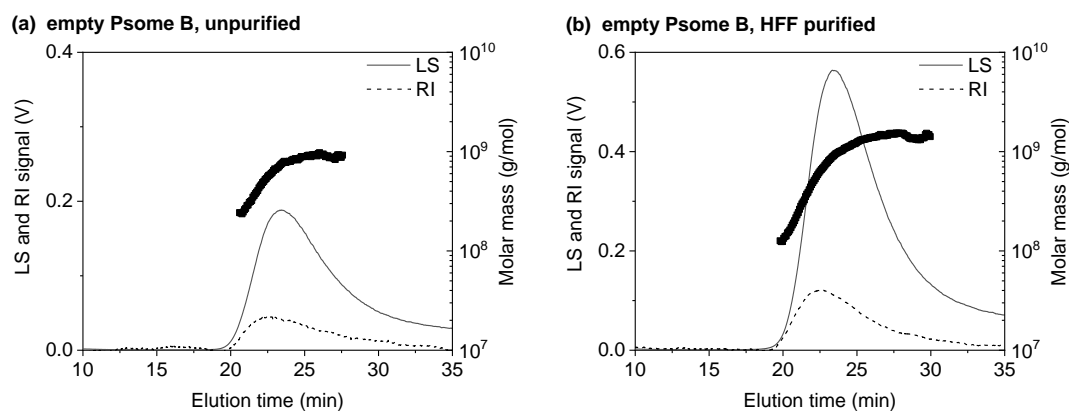 (a) empty Psome B, unpurified
0.4
0.2
0.0
10 15 20 25 30 35
LS and RI signal (V)
Elution time (min)
10^10
10^9
10^8
10^7
Molar mass (g/mol)
LS
RI
(b) empty Psome B, HFF purified
0.6
0.4
0.2
0.0
10 15 20 25 30 35
LS and RI signal (V)
Elution time (min)
10^10
10^9
10^8
10^7
Molar mass (g/mol)
LS
RI